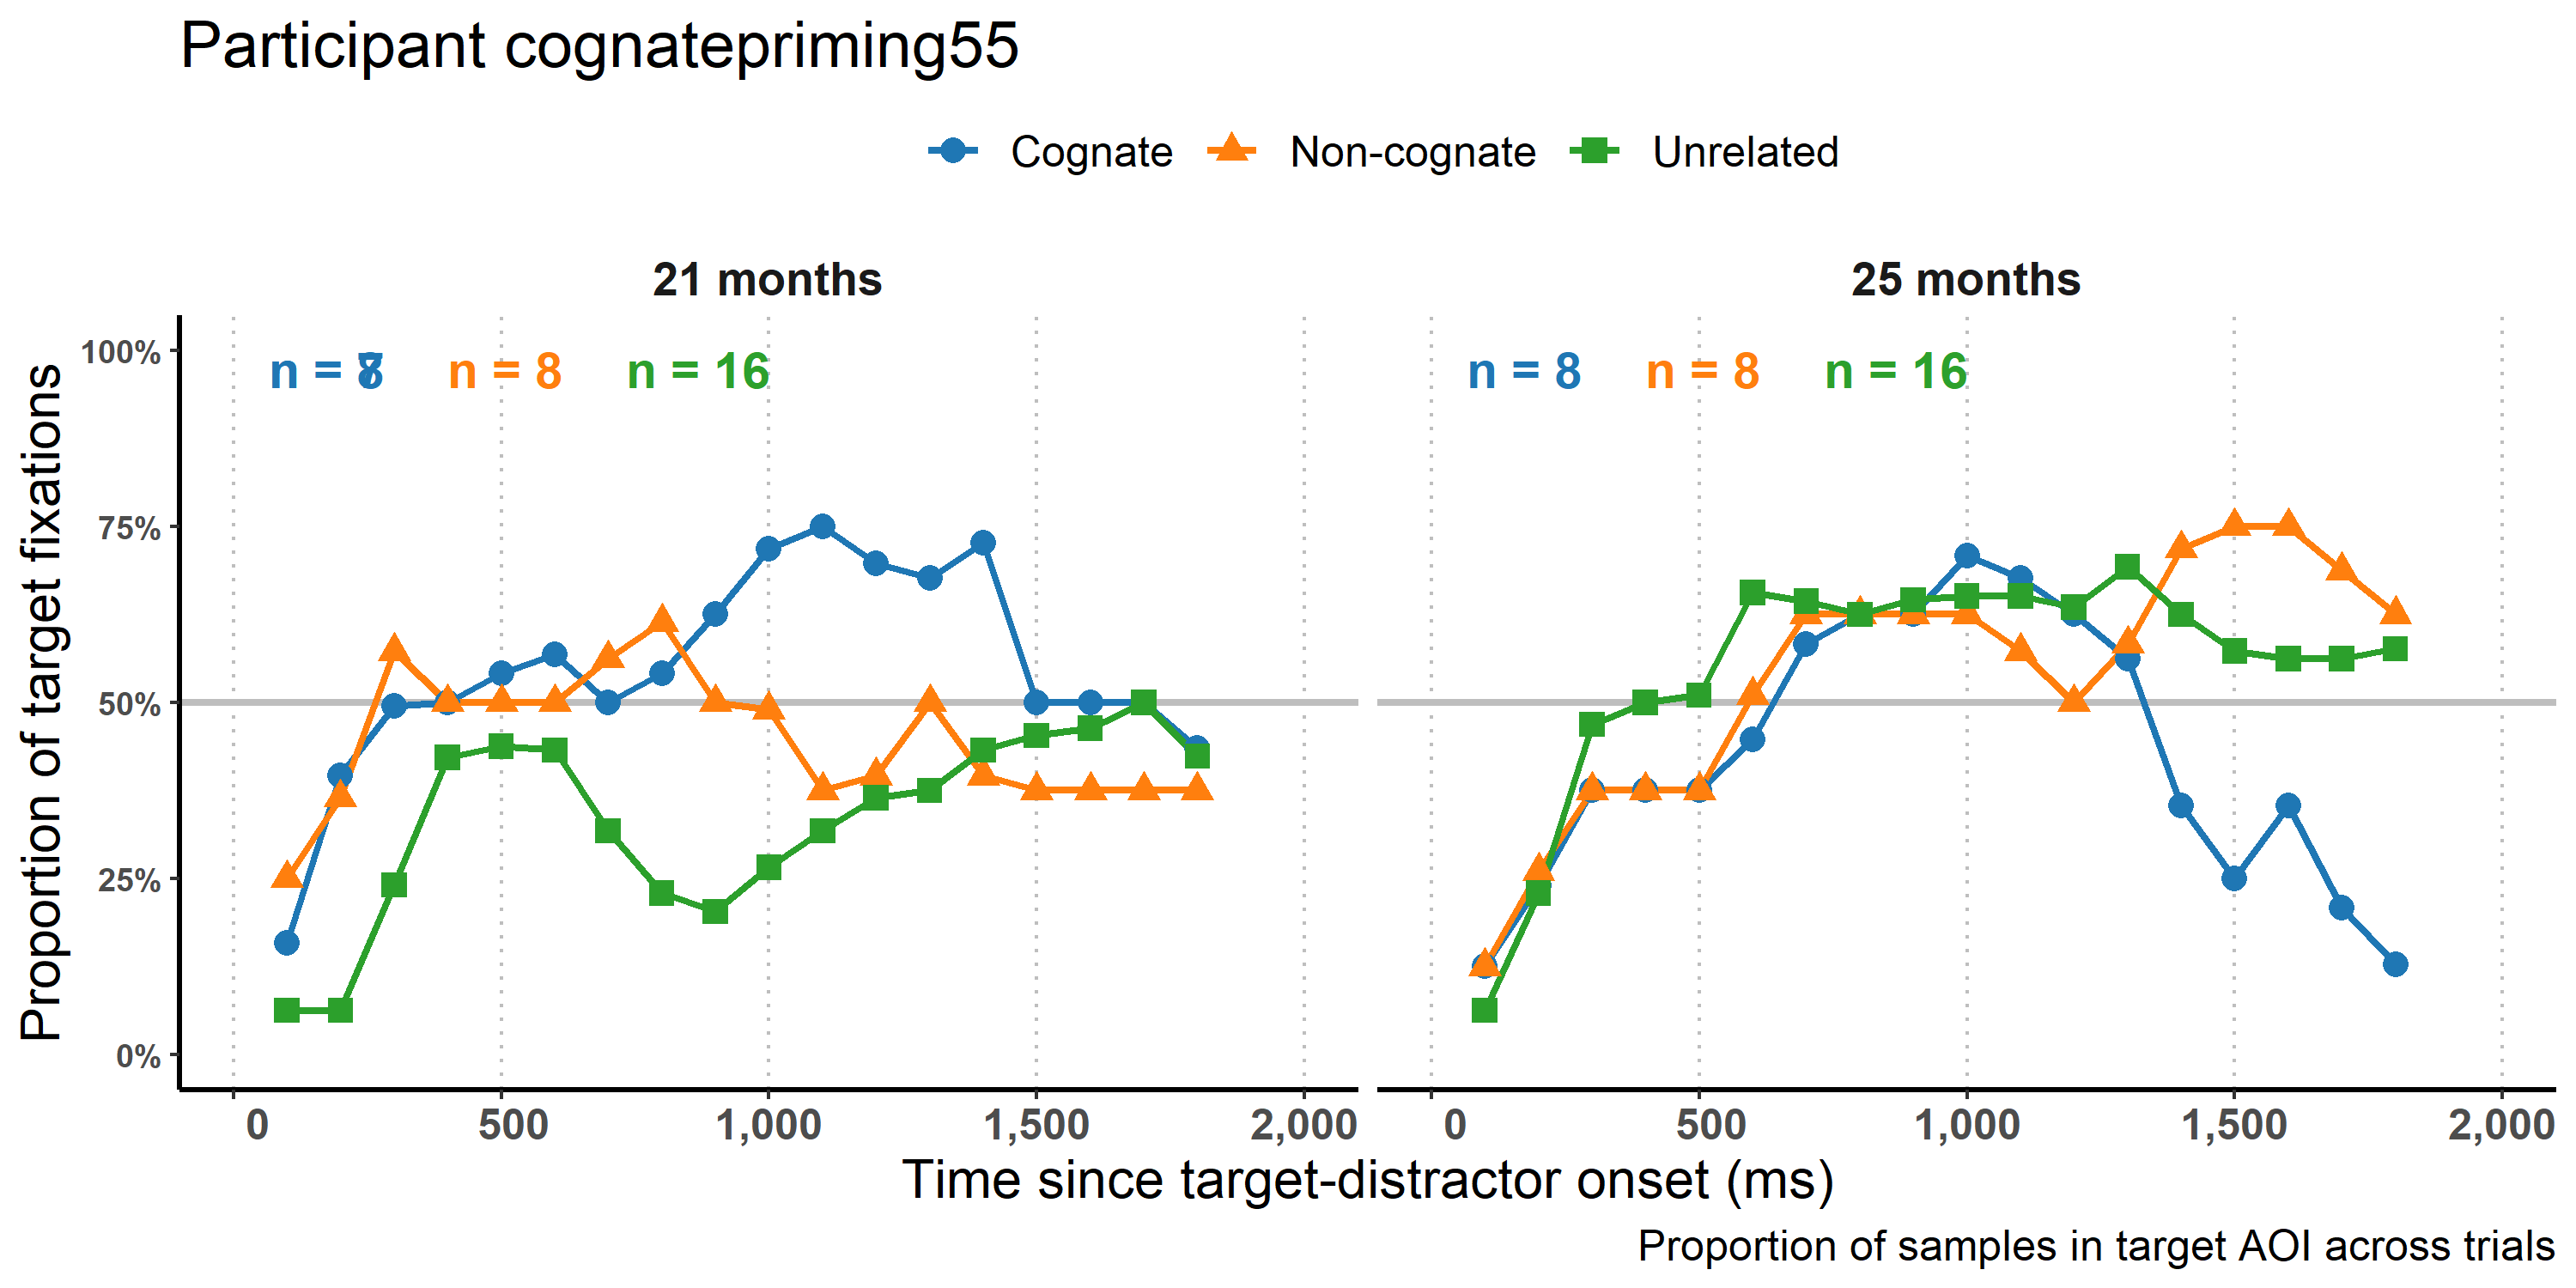 Participant cognatepriming55
Cognate Non-cognate Unrelated
21 months 25 months
100% n = n = 8 n = 16 n = 8 n = 8 n = 16
75%
50%
25%
0%
Proportion of target fixations
0 500 1,000 1,500 2,000 0 500 1,000 1,500 2,000
Time since target-distractor onset (ms)
Proportion of samples in target AOI across trials